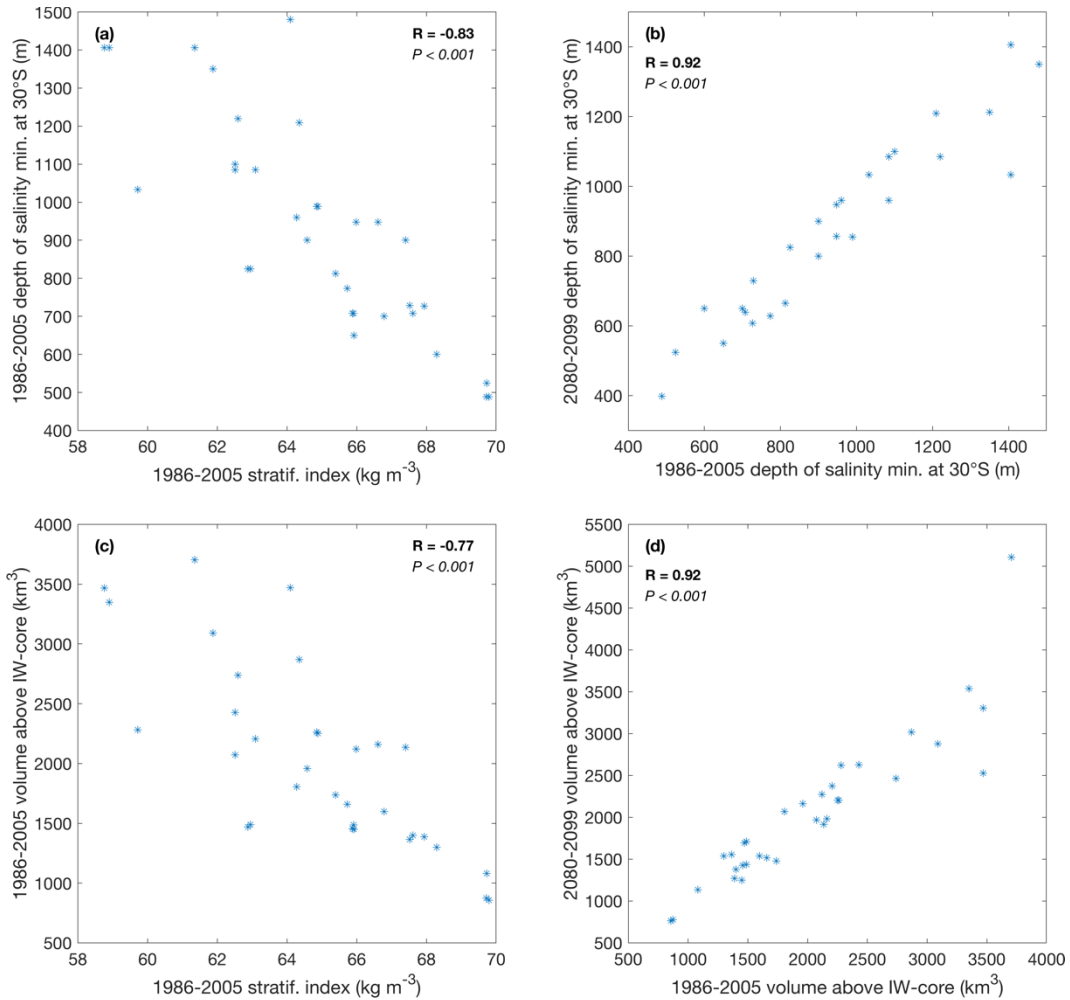 (a)
R = -0.83
P < 0.001
1500
1400
1300
1200
1100
1000
900
800
700
600
500
400
1986-2005 depth of salinity min. at 30°S (m)
58 60 62 64 66 68 70
1986-2005 stratif. index (kg m⁻³)
(b)
R = 0.92
P < 0.001
1400
1200
1000
800
600
400
2080-2099 depth of salinity min. at 30°S (m)
400 600 800 1000 1200 1400
1986-2005 depth of salinity min. at 30°S (m)
(c)
R = -0.77
P < 0.001
4000
3500
3000
2500
2000
1500
1000
500
1986-2005 volume above IW-core (km³)
58 60 62 64 66 68 70
1986-2005 stratif. index (kg m⁻³)
(d)
R = 0.92
P < 0.001
5500
5000
4500
4000
3500
3000
2500
2000
1500
1000
500
2080-2099 volume above IW-core (km³)
500 1000 1500 2000 2500 3000 3500 4000
1986-2005 volume above IW-core (km³)